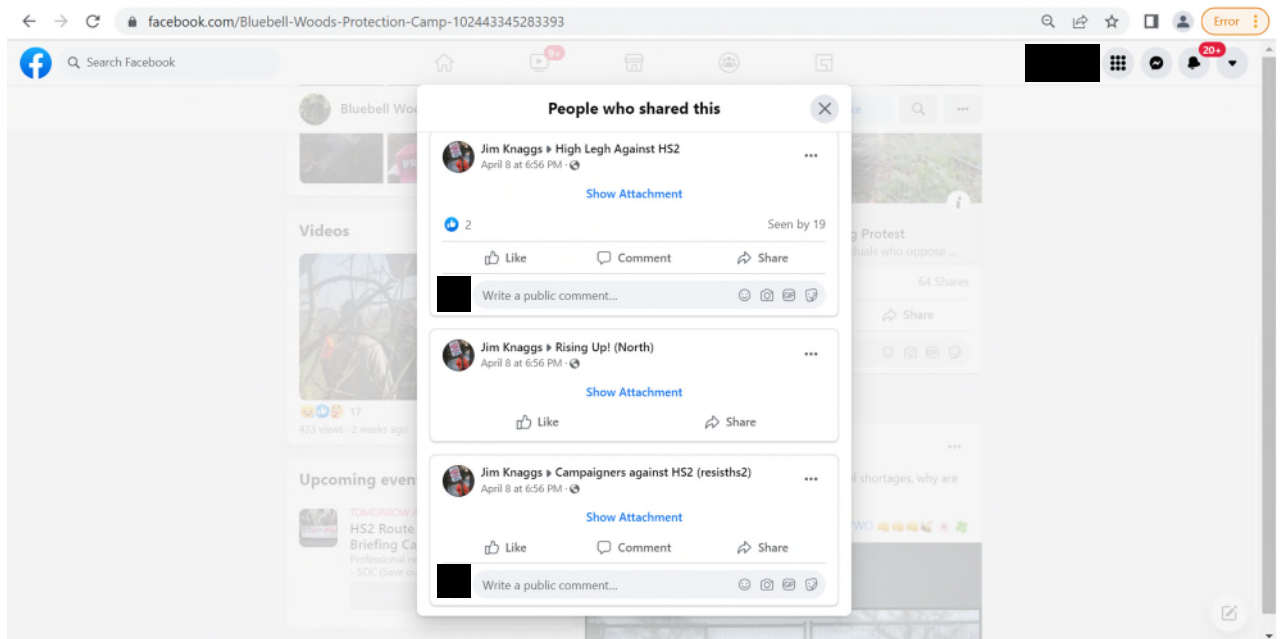 facebook.com/Bluebell-Woods-Protection-Camp-102443345283393
Error
Search Facebook
9+
20+
Bluebell Woo
People who shared this
Jim Knaggs ▸ High Legh Against HS2
April 8 at 6:56 PM ·
Show Attachment
2
Seen by 19
Like
Comment
Share
Write a public comment...
GIF
Jim Knaggs ▸ Rising Up! (North)
April 8 at 6:56 PM ·
Show Attachment
Like
Share
Jim Knaggs ▸ Campaigners against HS2 (resisths2)
April 8 at 6:56 PM ·
Show Attachment
Like
Comment
Share
Write a public comment...
GIF
Videos
17
433 views · 2 weeks ago
Upcoming even
TOMORROW A
HS2 Route
Briefing Ca
Professional
- SOC (Save ou
g Protest
duals who oppose ...
64 Shares
Share
l shortages, why are
TWO